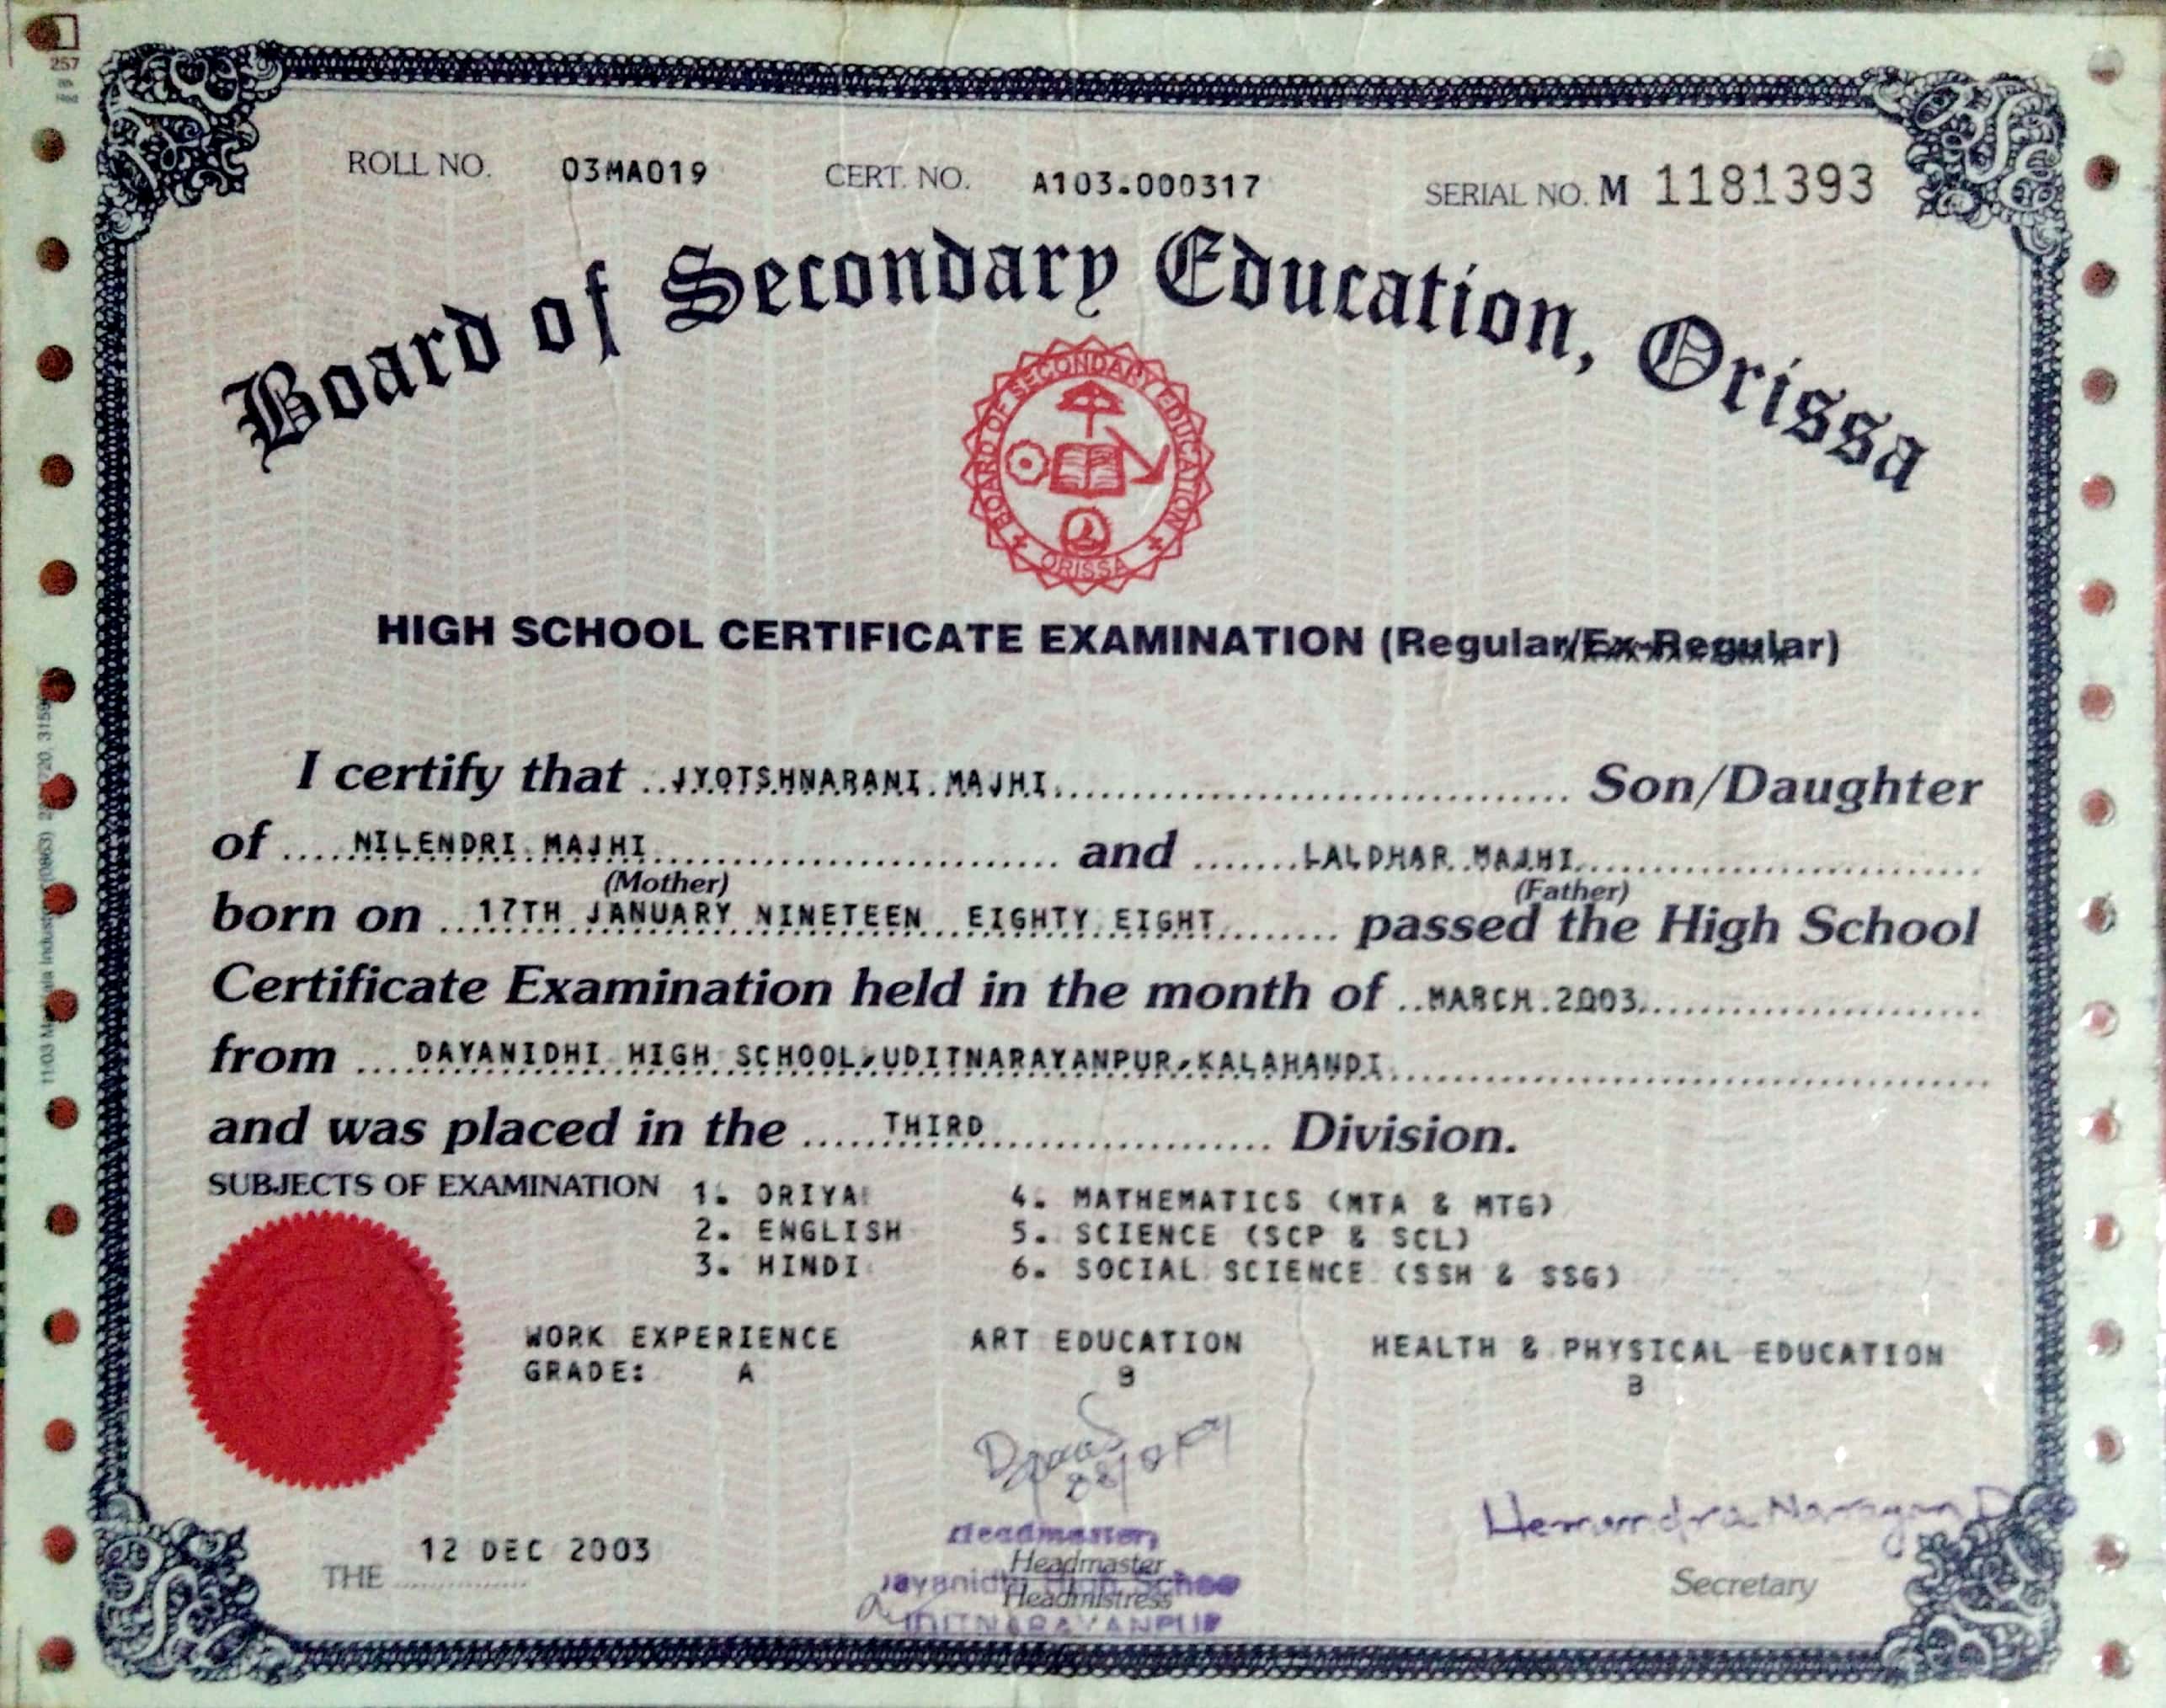 257
ROLL NO. 03MA019 CERT. NO. A103.000317 SERIAL NO. M 1181393
Board of Secondary Education, Orissa
BOARD OF SECONDARY EDUCATION
ORISSA
HIGH SCHOOL CERTIFICATE EXAMINATION (Regular/Ex-Regular)
I certify that JYOTSHNARANI MAJHI Son/Daughter
of NILENDRI MAJHI and LALDHAR MAJHI
(Mother) (Father)
born on 17TH JANUARY NINETEEN EIGHTY EIGHT passed the High School
Certificate Examination held in the month of MARCH 2003
from DAYANIDHI HIGH SCHOOL,UDITNARAYANPUR,KALAHANDI
and was placed in the THIRD Division.
SUBJECTS OF EXAMINATION 1. ORIYA 4. MATHEMATICS (MTA & MTG)
2. ENGLISH 5. SCIENCE (SCP & SCL)
3. HINDI 6. SOCIAL SCIENCE (SSH & SSG)
WORK EXPERIENCE ART EDUCATION HEALTH & PHYSICAL EDUCATION
GRADE: A B B
Headmaster,
Headmaster
High School
Headmistress
UDITNARAYANPUR
THE 12 DEC 2003
Secretary